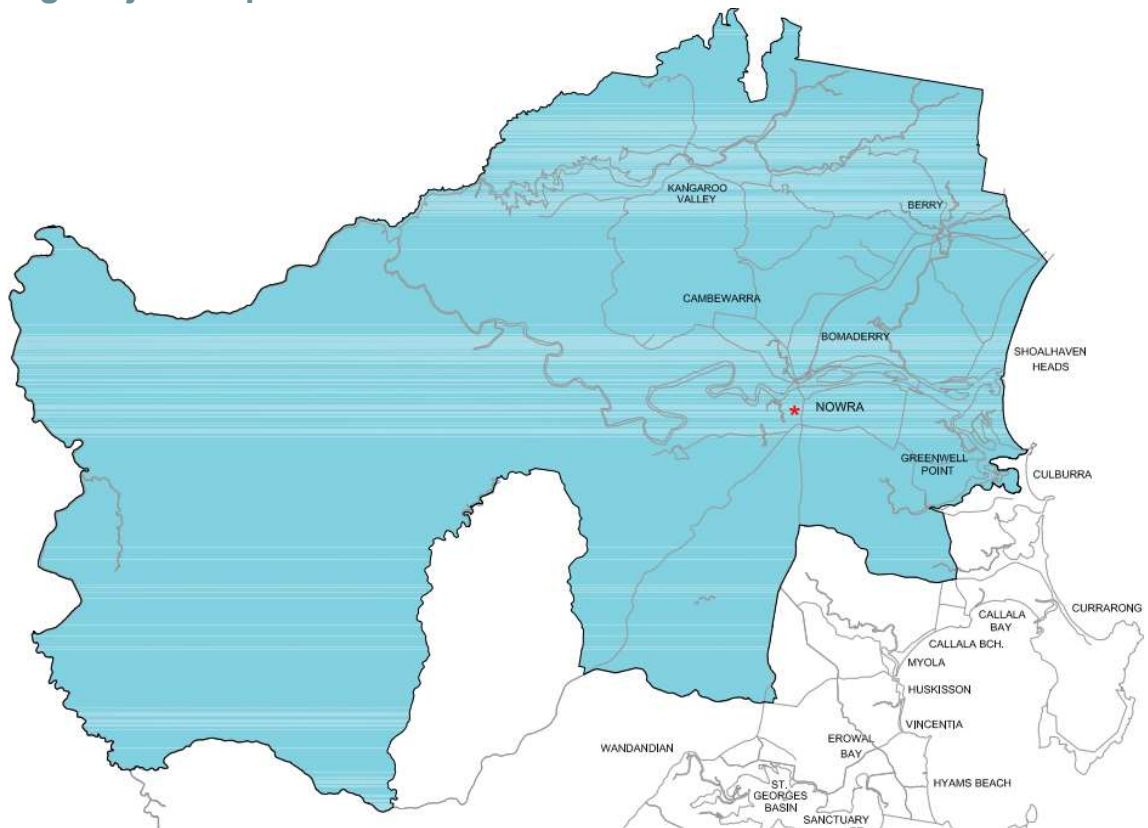 KANGAROO
VALLEY
BERRY
CAMBEWARRA
BOMADERRY
SHOALHAVEN
HEADS
* NOWRA
GREENWELL
POINT
CULBURRA
CALLALA
BAY
CURRARONG
CALLALA BCH.
MYOLA
HUSKISSON
VINCENTIA
WANDANDIAN
EROWAL
BAY
HYAMS BEACH
ST.
GEORGES
BASIN
SANCTUARY